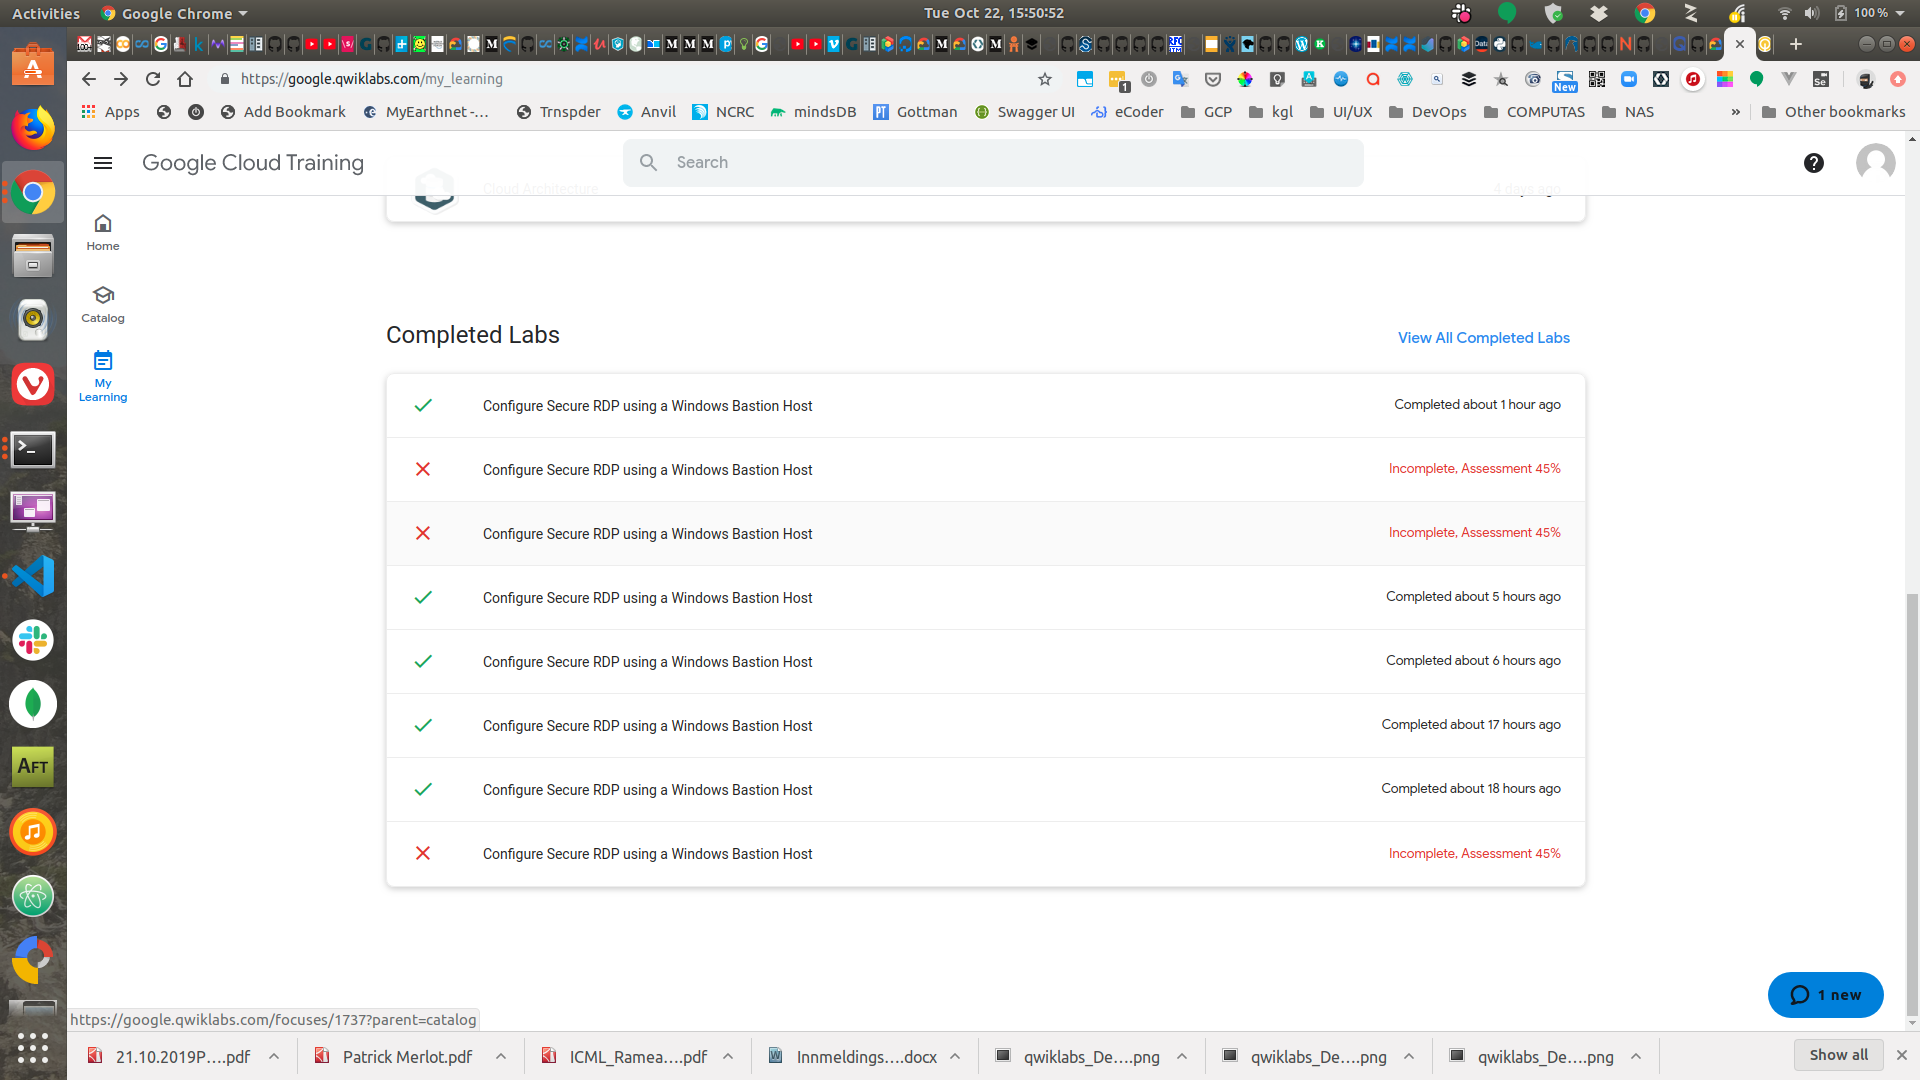 Activities Google Chrome Tue Oct 22, 15:50:52 100 %
https://google.qwiklabs.com/my_learning
1
New
Apps Add Bookmark MyEarthnet -... Trnspder Anvil NCRC mindsDB Gottman Swagger UI eCoder GCP kgl UI/UX DevOps COMPUTAS NAS » Other bookmarks
Google Cloud Training Search
Cloud Architecture 4 days ago
Home
Catalog
My
Learning
Completed Labs View All Completed Labs
Configure Secure RDP using a Windows Bastion Host Completed about 1 hour ago
Configure Secure RDP using a Windows Bastion Host Incomplete, Assessment 45%
Configure Secure RDP using a Windows Bastion Host Incomplete, Assessment 45%
Configure Secure RDP using a Windows Bastion Host Completed about 5 hours ago
Configure Secure RDP using a Windows Bastion Host Completed about 6 hours ago
Configure Secure RDP using a Windows Bastion Host Completed about 17 hours ago
Configure Secure RDP using a Windows Bastion Host Completed about 18 hours ago
Configure Secure RDP using a Windows Bastion Host Incomplete, Assessment 45%
AFT
1 new
https://google.qwiklabs.com/focuses/1737?parent=catalog
21.10.2019P....pdf Patrick Merlot.pdf ICML_Ramea....pdf Innmeldings....docx qwiklabs_De....png qwiklabs_De....png qwiklabs_De....png Show all